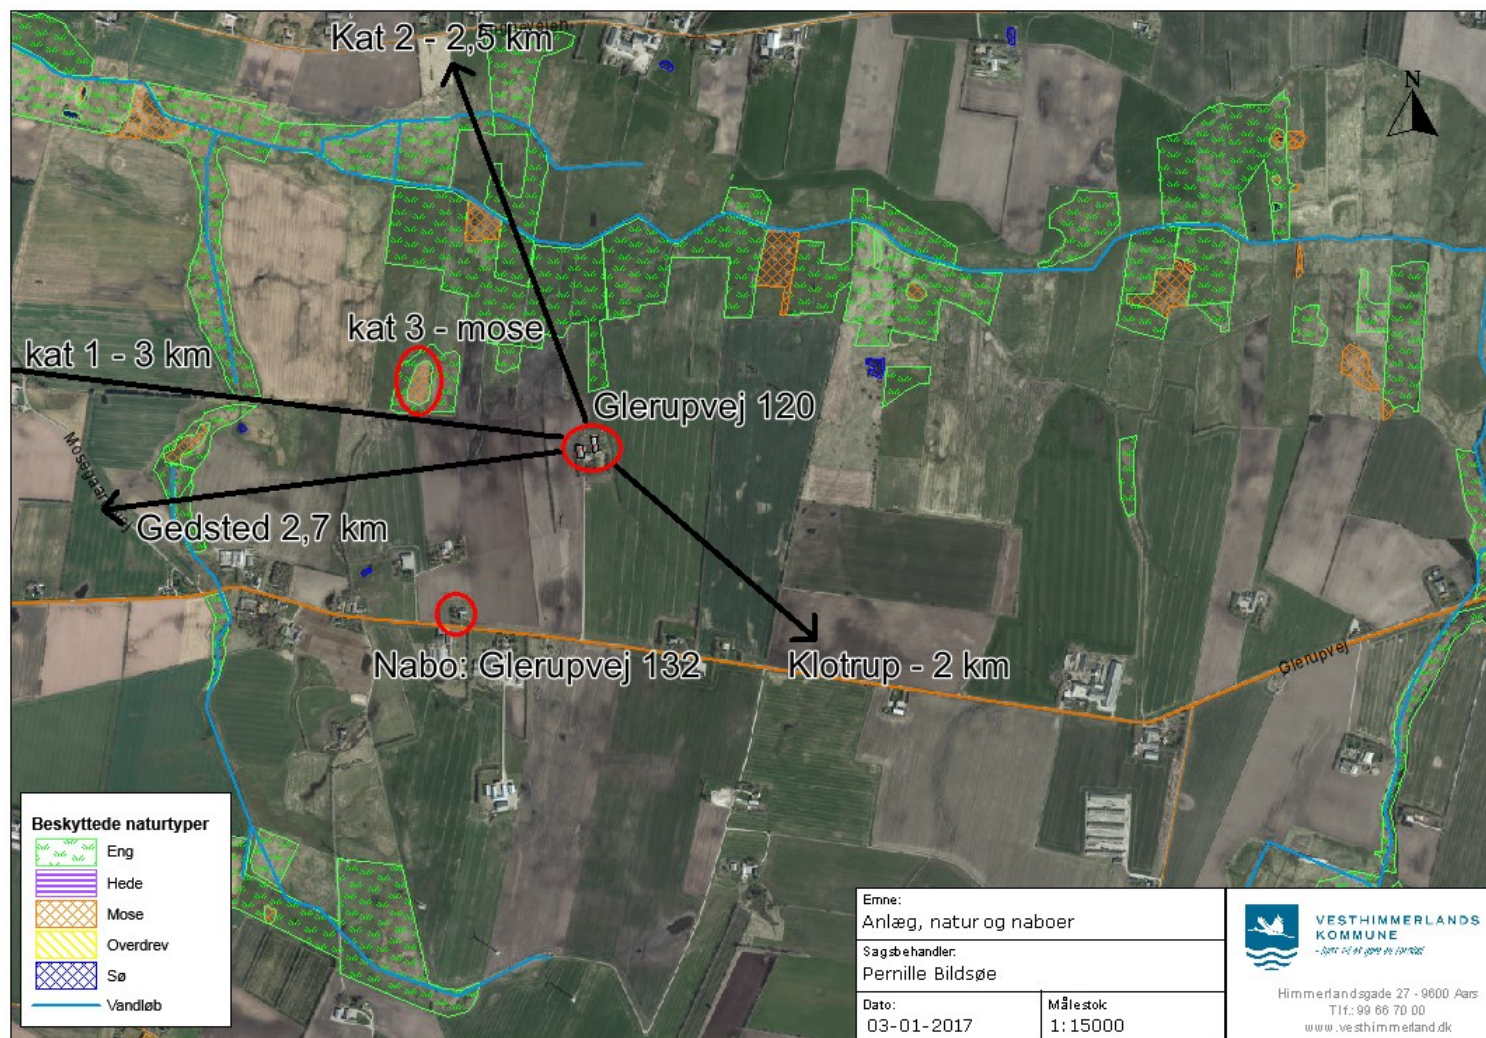 Kat 2 - 2,5 km
N
kat 3 - mose
kat 1 - 3 km
Glerupvej 120
Gedsted 2,7 km
Nabo: Glerupvej 132
Klotrup - 2 km
Glerupvej
Beskyttede naturtyper
Eng
Hede
Mose
Overdrev
Sø
Vandløb
Emne:
Anlæg, natur og naboer
Sagsbehandler:
Pernille Bildsøe
Dato:
03-01-2017
Målestok
1:15000
VESTHIMMERLANDS
KOMMUNE
Himmerlandsgade 27 - 9600 Aars
Tlf.: 99 66 70 00
www.vesthimmerland.dk